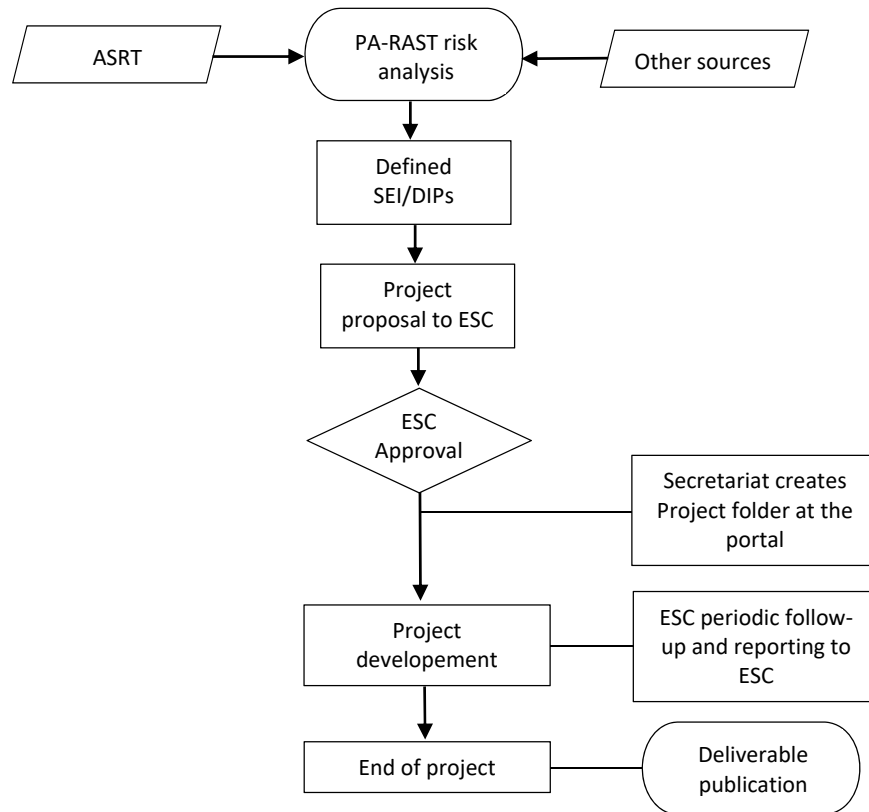 ASRT
PA-RAST risk
analysis
Other sources
Defined
SEI/DIPs
Project
proposal to ESC
ESC
Approval
Secretariat creates
Project folder at the
portal
Project
developement
ESC periodic follow-
up and reporting to
ESC
End of project
Deliverable
publication